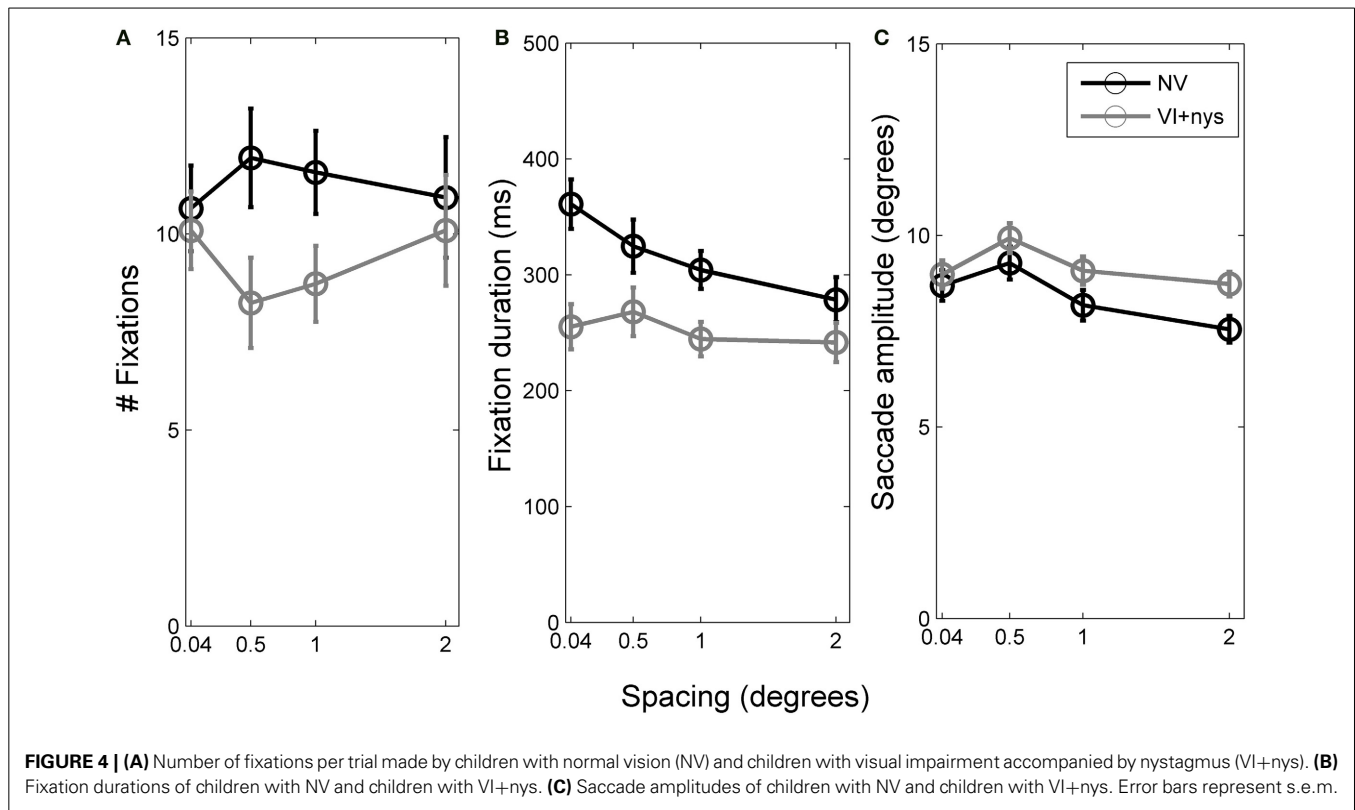 A
15
10
5
0
# Fixations
0.04 0.5 1 2
B
500
400
300
200
100
0
Fixation duration (ms)
0.04 0.5 1 2
C
15
10
5
0
Saccade amplitude (degrees)
0.04 0.5 1 2
NV
VI+nys
Spacing (degrees)
FIGURE 4 | (A) Number of fixations per trial made by children with normal vision (NV) and children with visual impairment accompanied by nystagmus (VI+nys). (B)
Fixation durations of children with NV and children with VI+nys. (C) Saccade amplitudes of children with NV and children with VI+nys. Error bars represent s.e.m.